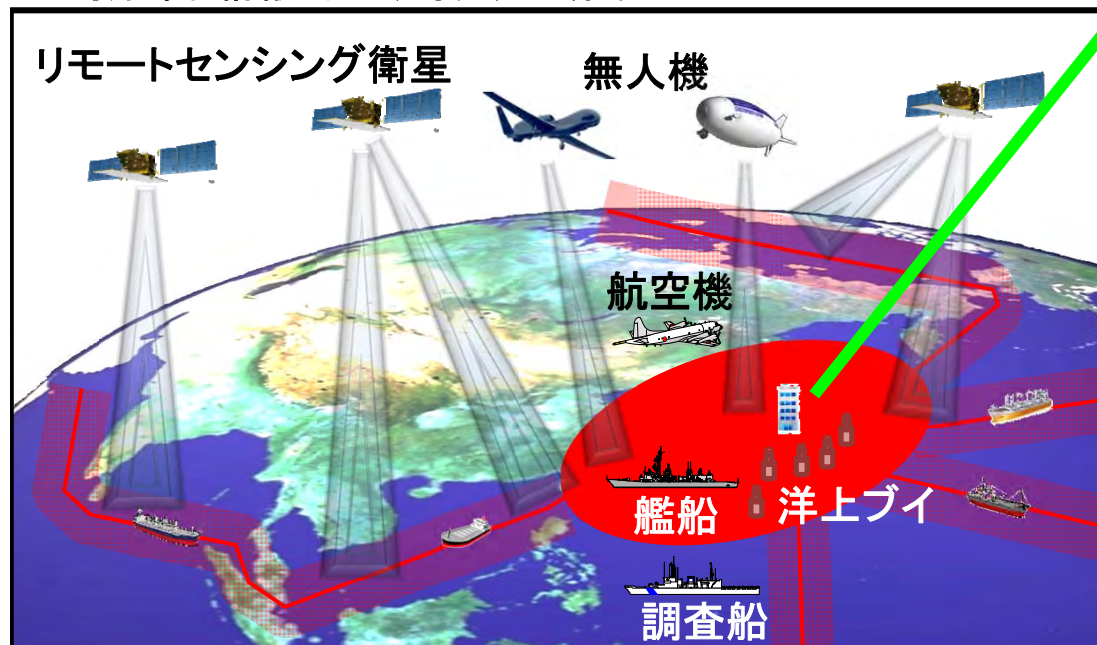 リモートセンシング衛星
無人機
航空機
艦船
洋上ブイ
調査船